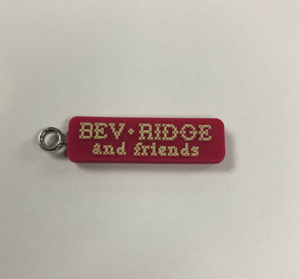 BEV • RIDGE
and friends